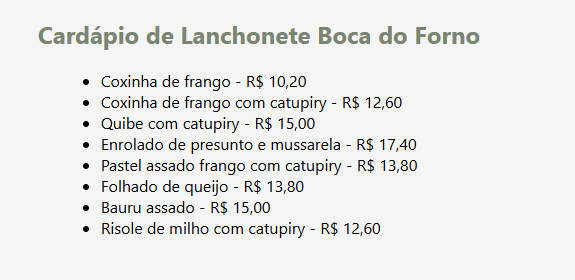 Cardápio de Lanchonete Boca do Forno
• Coxinha de frango - R$ 10,20
• Coxinha de frango com catupiry - R$ 12,60
• Quibe com catupiry - R$ 15,00
• Enrolado de presunto e mussarela - R$ 17,40
• Pastel assado frango com catupiry - R$ 13,80
• Folhado de queijo - R$ 13,80
• Bauru assado - R$ 15,00
• Risole de milho com catupiry - R$ 12,60